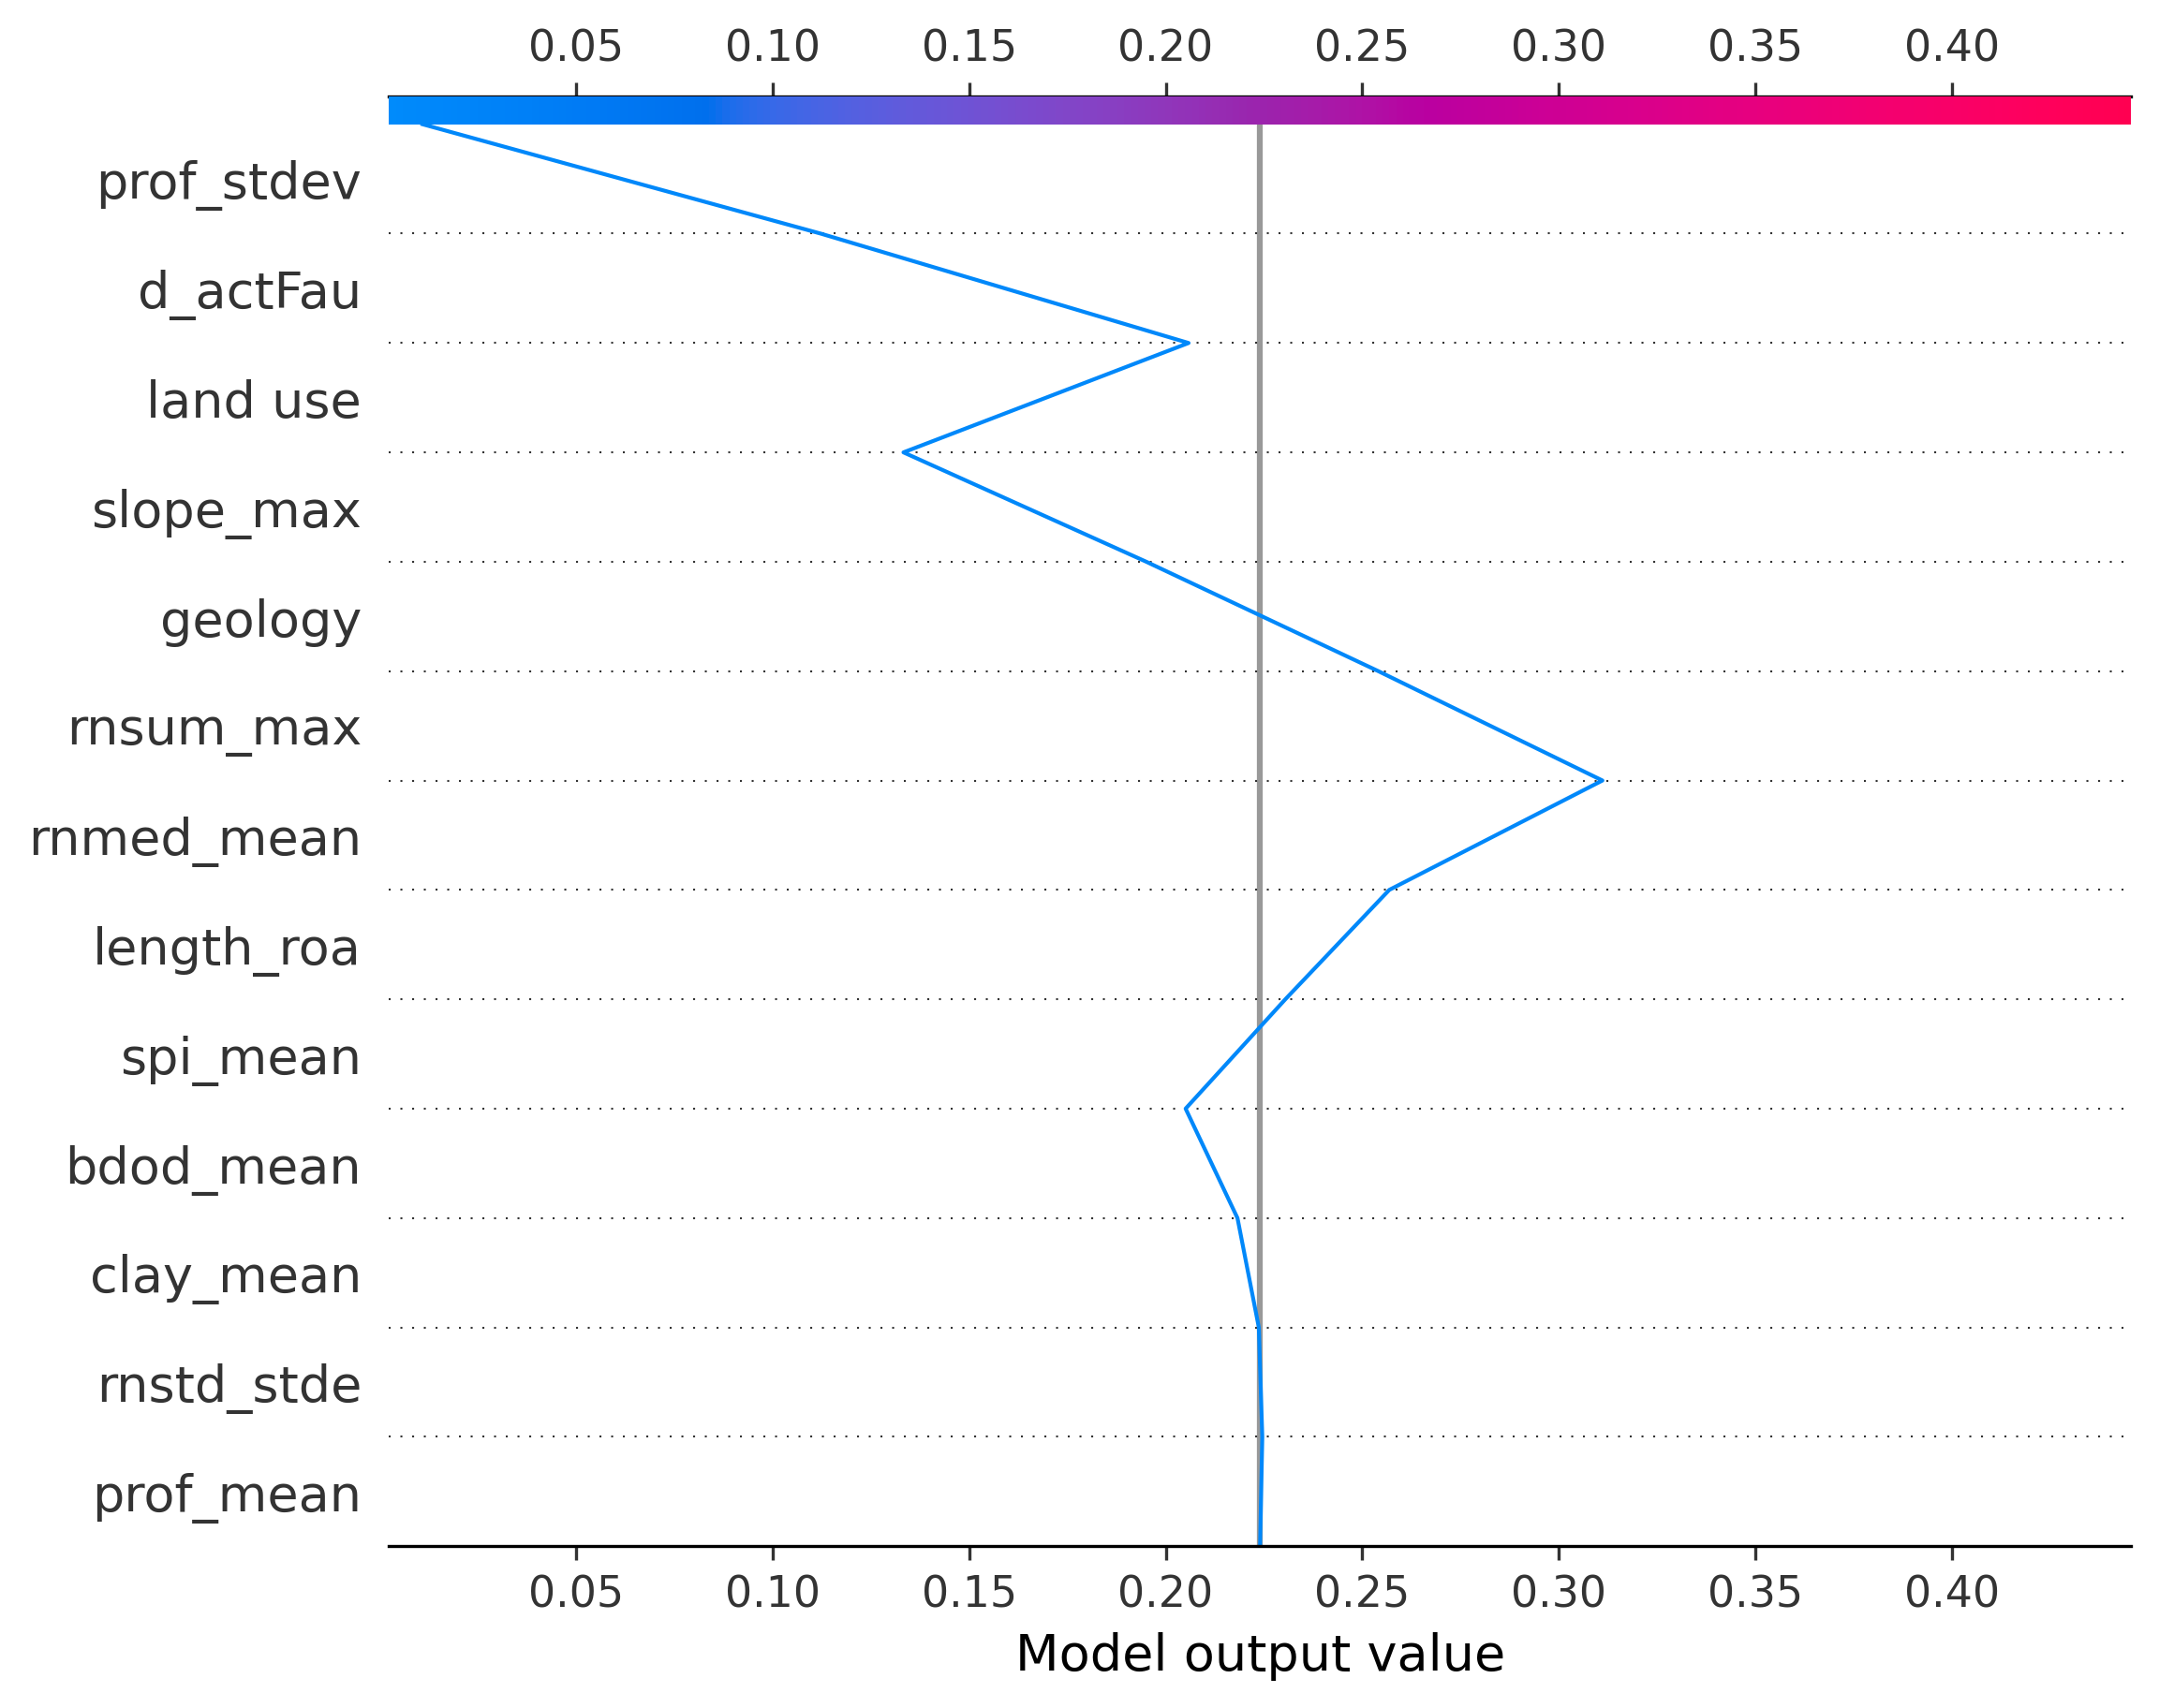 0.05 0.10 0.15 0.20 0.25 0.30 0.35 0.40
prof_stdev
d_actFau
land use
slope_max
geology
rnsum_max
rnmed_mean
length_roa
spi_mean
bdod_mean
clay_mean
rnstd_stde
prof_mean
0.05 0.10 0.15 0.20 0.25 0.30 0.35 0.40
Model output value